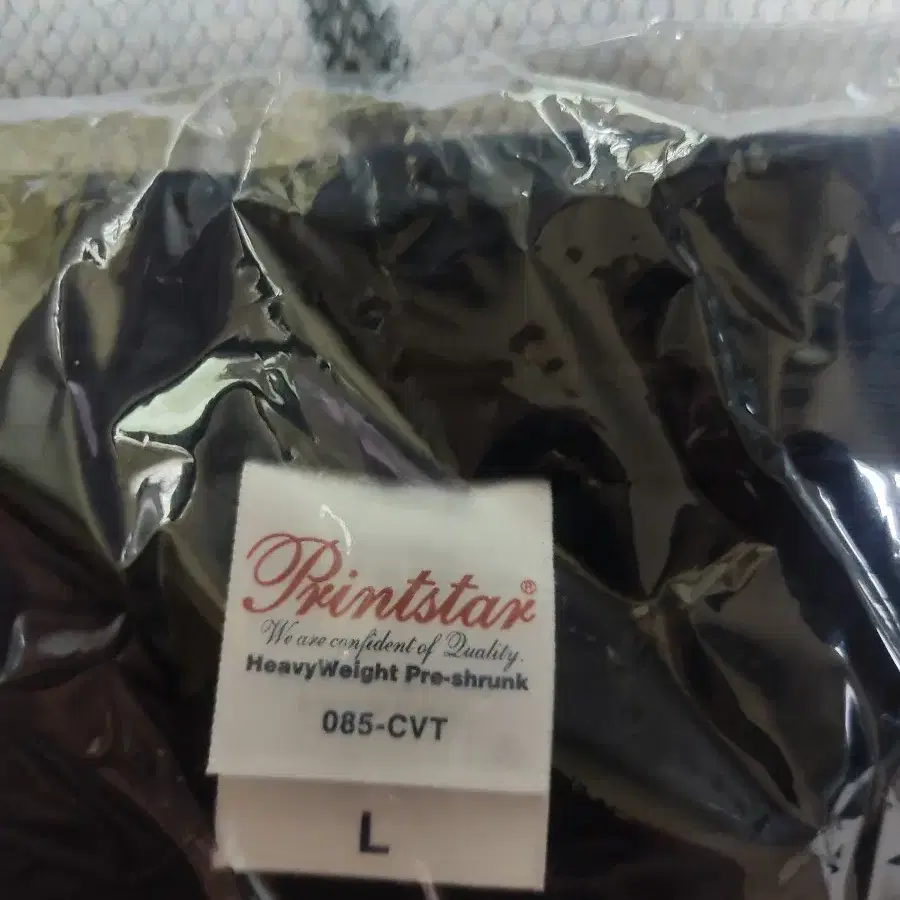 Printstar®
We are confident of Quality.
HeavyWeight Pre-shrunk
085-CVT
L